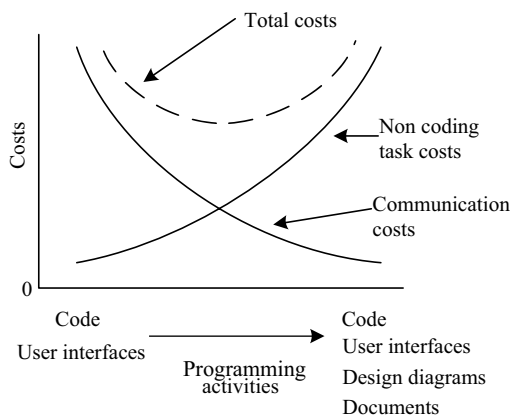 Total costs
Costs
Non coding
task costs
Communication
costs
0
Code
User interfaces
Programming
activities
Code
User interfaces
Design diagrams
Documents